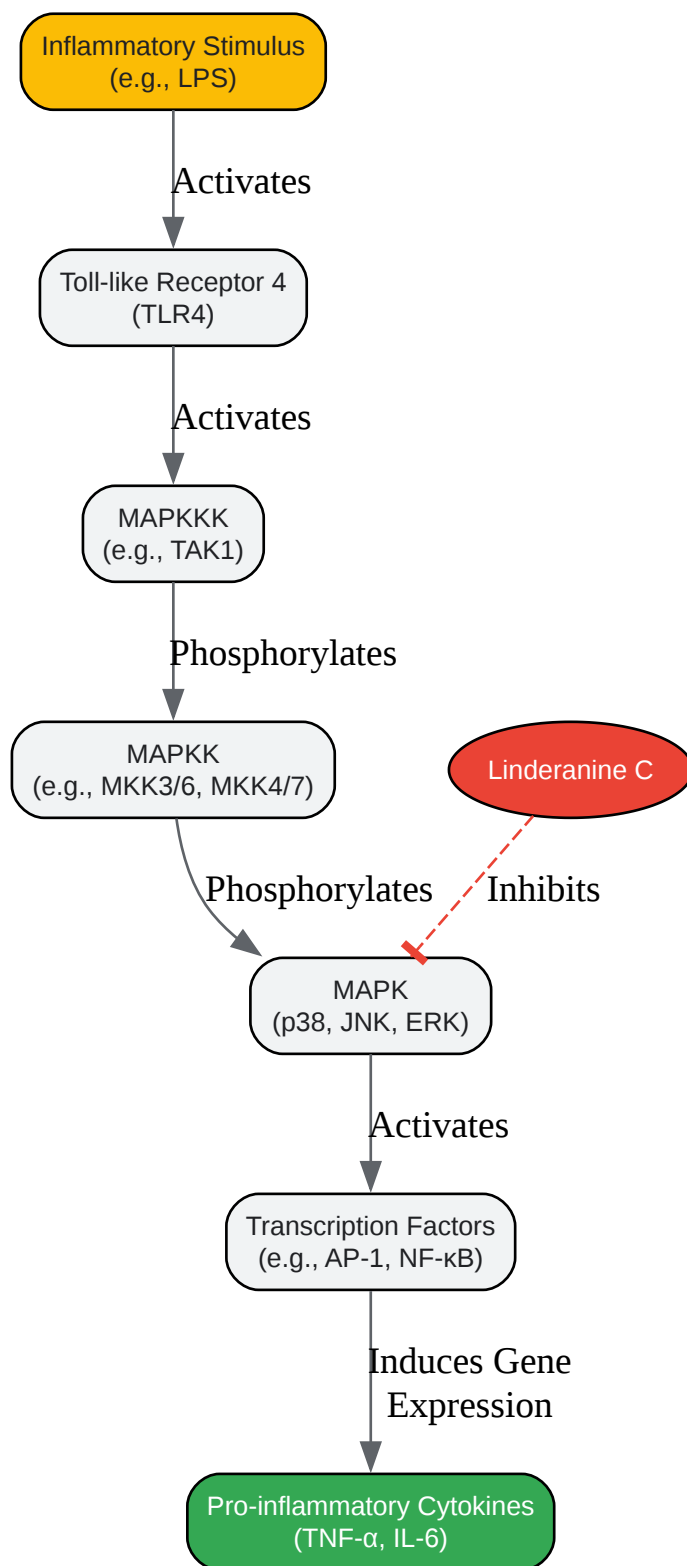 Inflammatory Stimulus
(e.g., LPS)
Activates
Toll-like Receptor 4
(TLR4)
Activates
MAPKKK
(e.g., TAK1)
Phosphorylates
MAPKK
(e.g., MKK3/6, MKK4/7)
Linderanine C
Phosphorylates
Inhibits
MAPK
(p38, JNK, ERK)
Activates
Transcription Factors
(e.g., AP-1, NF-κB)
Induces Gene
Expression
Pro-inflammatory Cytokines
(TNF-α, IL-6)